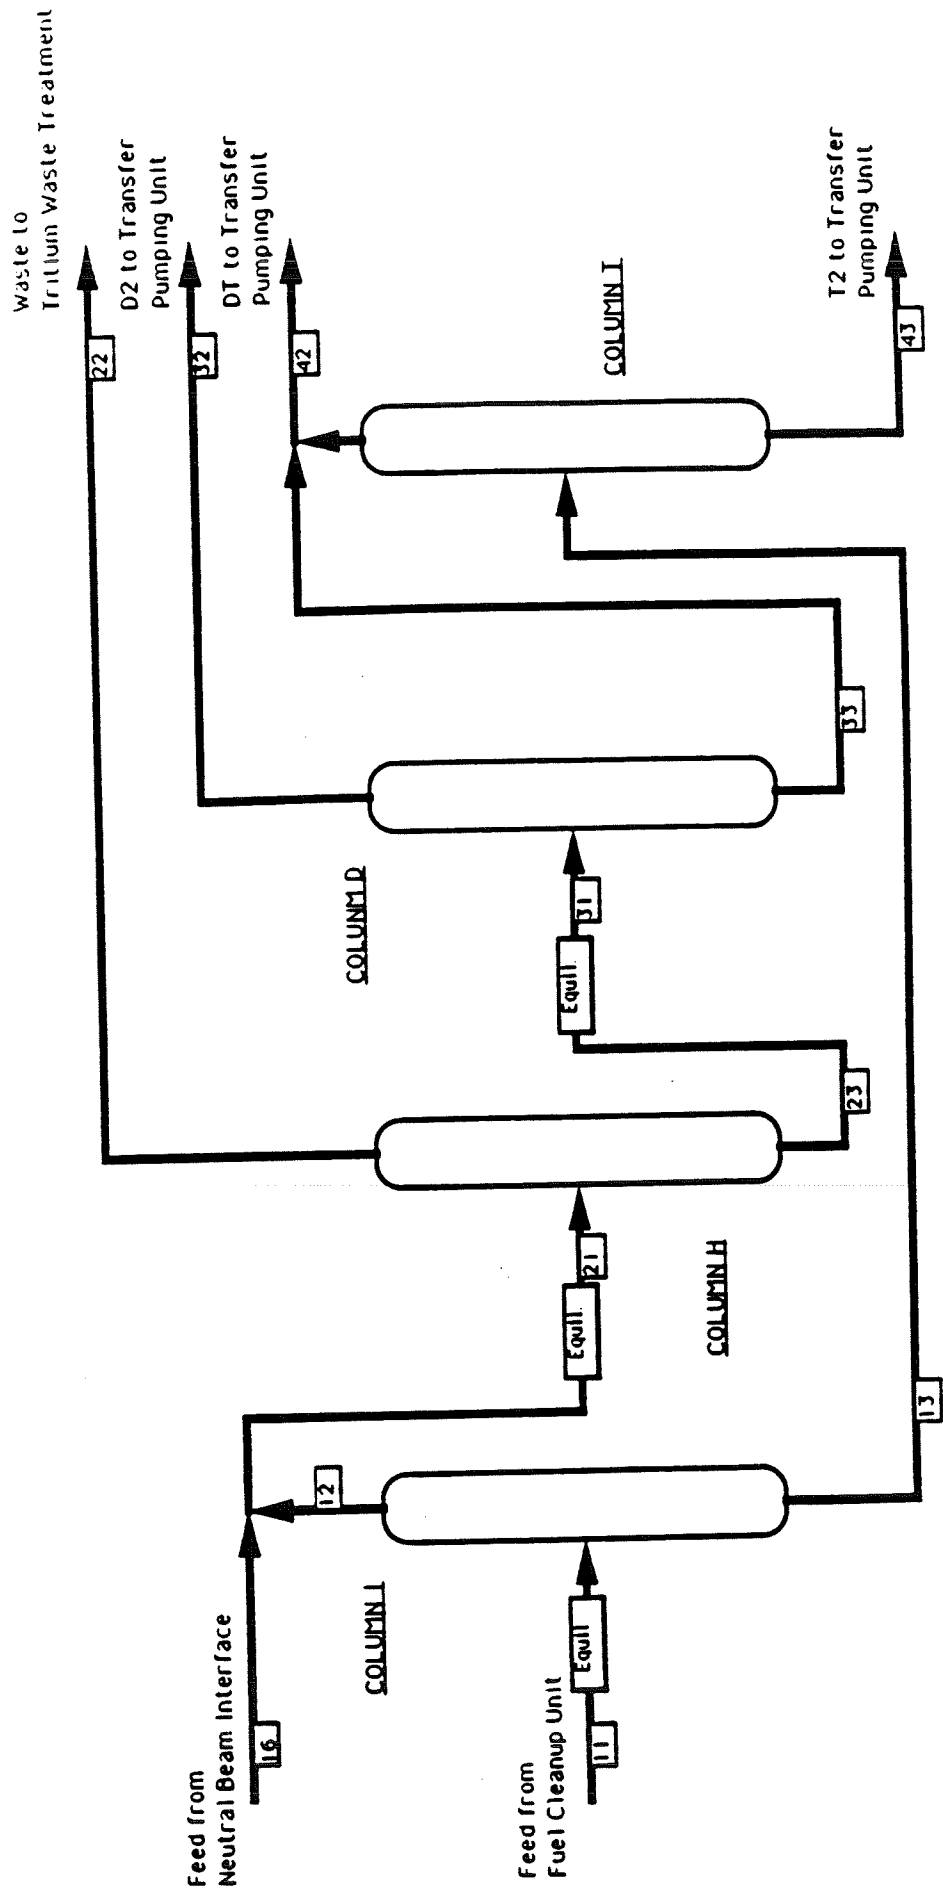 Waste to
Tritium Waste Treatment
22
D2 to Transfer
Pumping Unit
32
DT to Transfer
Pumping Unit
42
COLUMN T
T2 to Transfer
Pumping Unit
43
33
COLUNM D
31
Equil.
23
21
Equil.
COLUMN H
13
12
COLUMN I
Feed from
Neutral Beam Interface
16
Equil
11
Feed from
Fuel Cleanup Unit